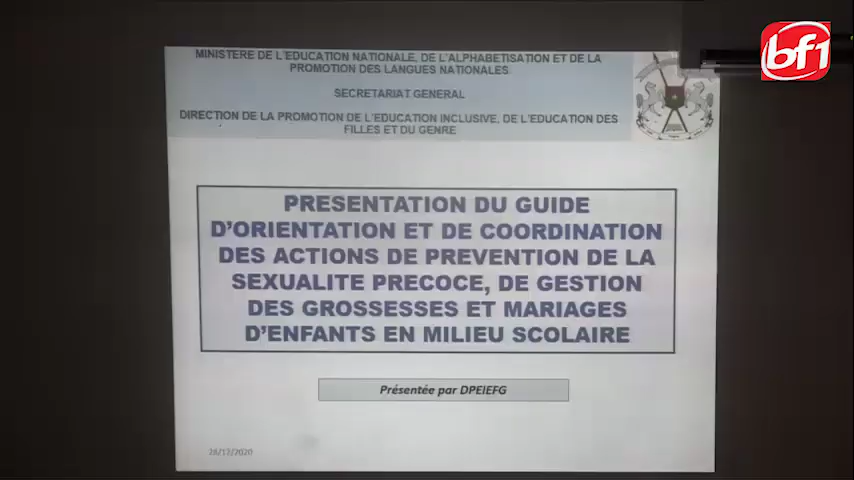 bf1
MINISTERE DE L'EDUCATION NATIONALE, DE L'ALPHABETISATION ET DE LA
PROMOTION DES LANGUES NATIONALES
SECRETARIAT GENERAL
DIRECTION DE LA PROMOTION DE L'EDUCATION INCLUSIVE, DE L'EDUCATION DES
FILLES ET DU GENRE
PRESENTATION DU GUIDE
D'ORIENTATION ET DE COORDINATION
DES ACTIONS DE PREVENTION DE LA
SEXUALITE PRECOCE, DE GESTION
DES GROSSESSES ET MARIAGES
D'ENFANTS EN MILIEU SCOLAIRE
Présentée par DPEIEFG
28/12/2020